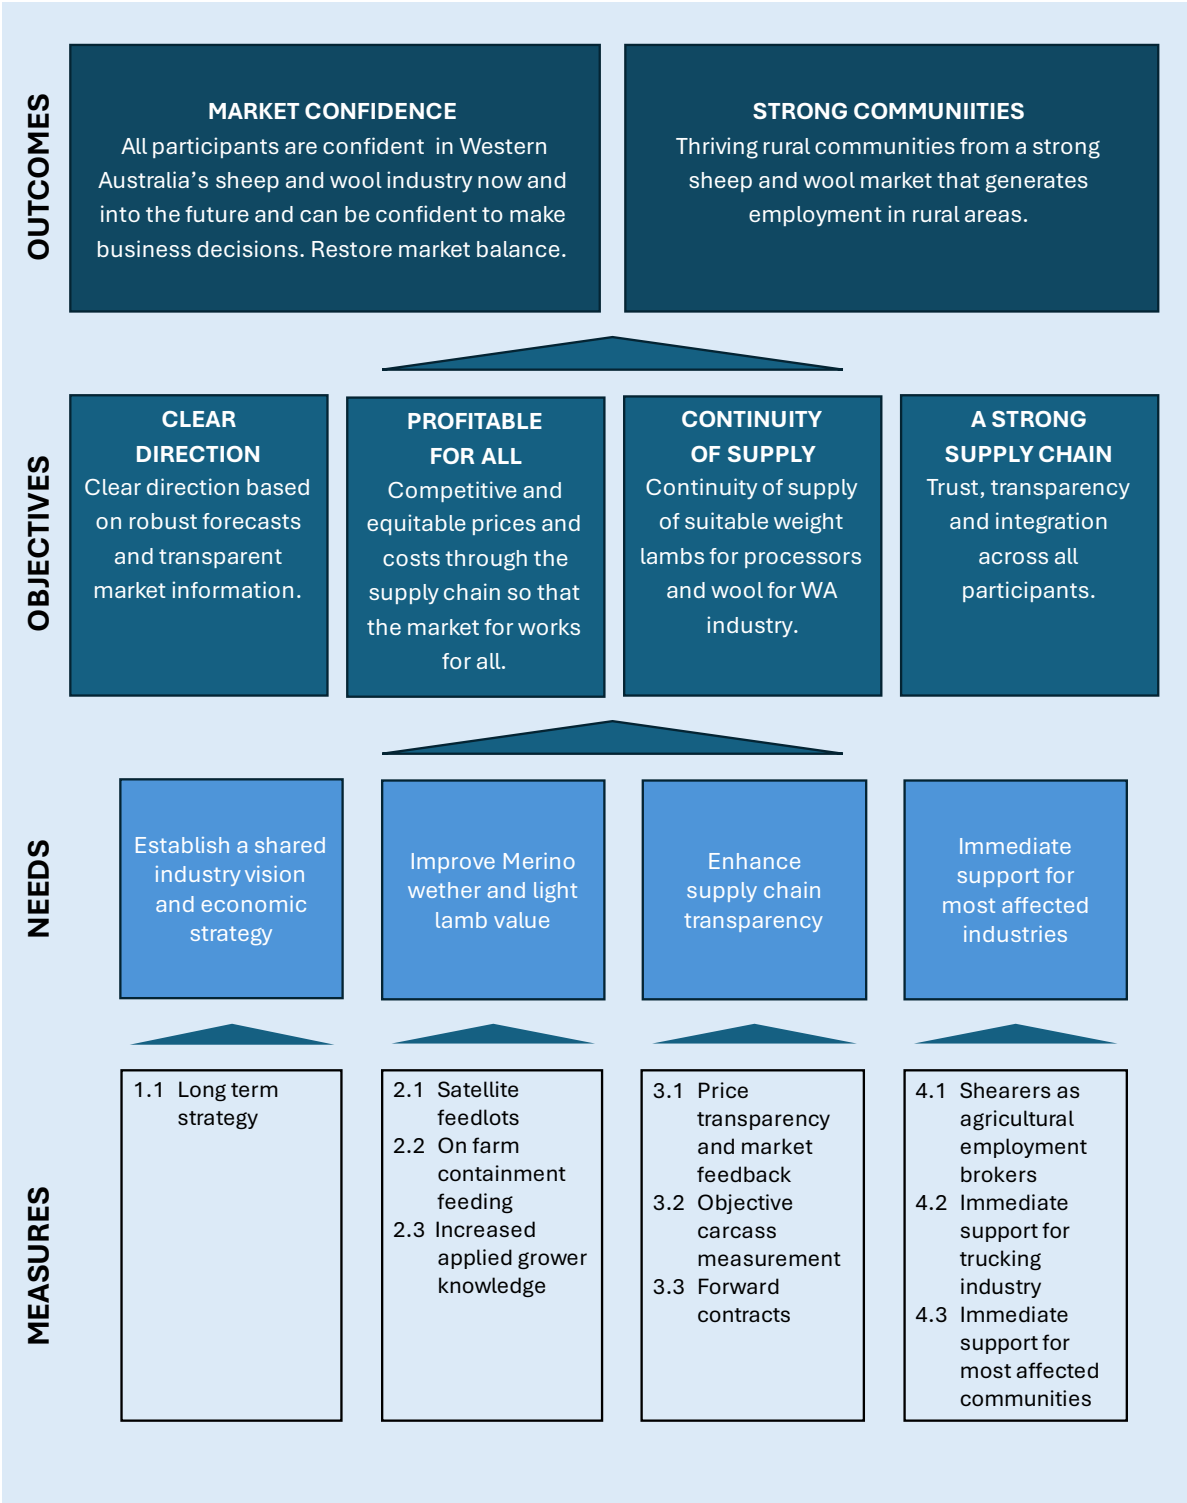 OUTCOMES
MARKET CONFIDENCE
All participants are confident in Western
Australia’s sheep and wool industry now and
into the future and can be confident to make
business decisions. Restore market balance.
STRONG COMMUNIITIES
Thriving rural communities from a strong
sheep and wool market that generates
employment in rural areas.
OBJECTIVES
CLEAR
DIRECTION
Clear direction based
on robust forecasts
and transparent
market information.
PROFITABLE
FOR ALL
Competitive and
equitable prices and
costs through the
supply chain so that
the market for works
for all.
CONTINUITY
OF SUPPLY
Continuity of supply
of suitable weight
lambs for processors
and wool for WA
industry.
A STRONG
SUPPLY CHAIN
Trust, transparency
and integration
across all
participants.
NEEDS
Establish a shared
industry vision
and economic
strategy
Improve Merino
wether and light
lamb value
Enhance
supply chain
transparency
Immediate
support for
most affected
industries
MEASURES
1.1 Long term
strategy
2.1 Satellite
feedlots
2.2 On farm
containment
feeding
2.3 Increased
applied grower
knowledge
3.1 Price
transparency
and market
feedback
3.2 Objective
carcass
measurement
3.3 Forward
contracts
4.1 Shearers as
agricultural
employment
brokers
4.2 Immediate
support for
trucking
industry
4.3 Immediate
support for
most affected
communities